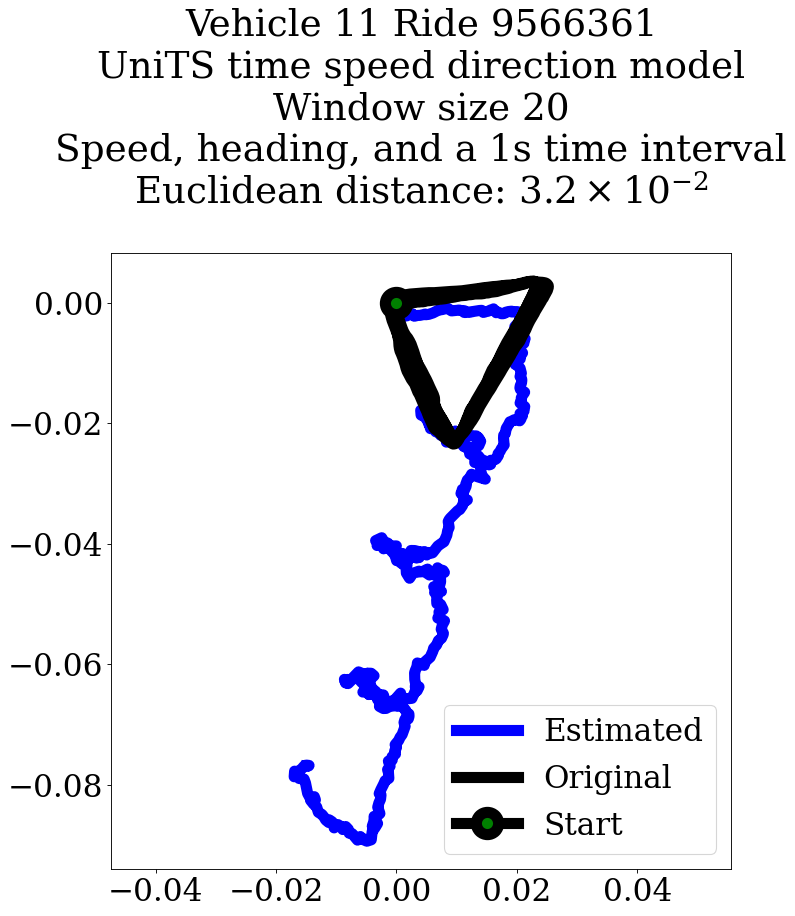 Vehicle 11 Ride 9566361
UniTS time speed direction model
Window size 20
Speed, heading, and a 1s time interval
Euclidean distance: 3.2 × 10⁻²
0.00
−0.02
−0.04
−0.06
−0.08
Estimated
Original
Start
−0.04 −0.02 0.00 0.02 0.04